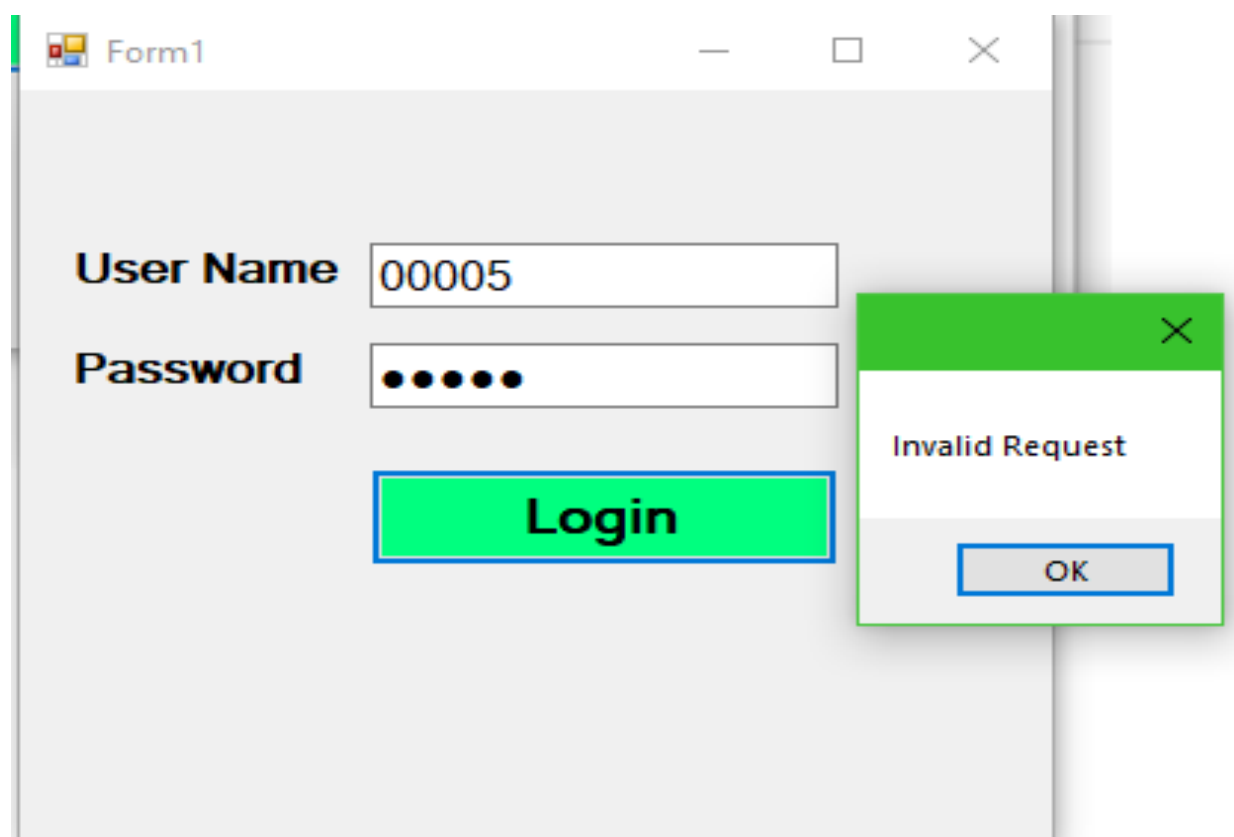 Form1
User Name 00005
Password •••••
Invalid Request
Login
OK